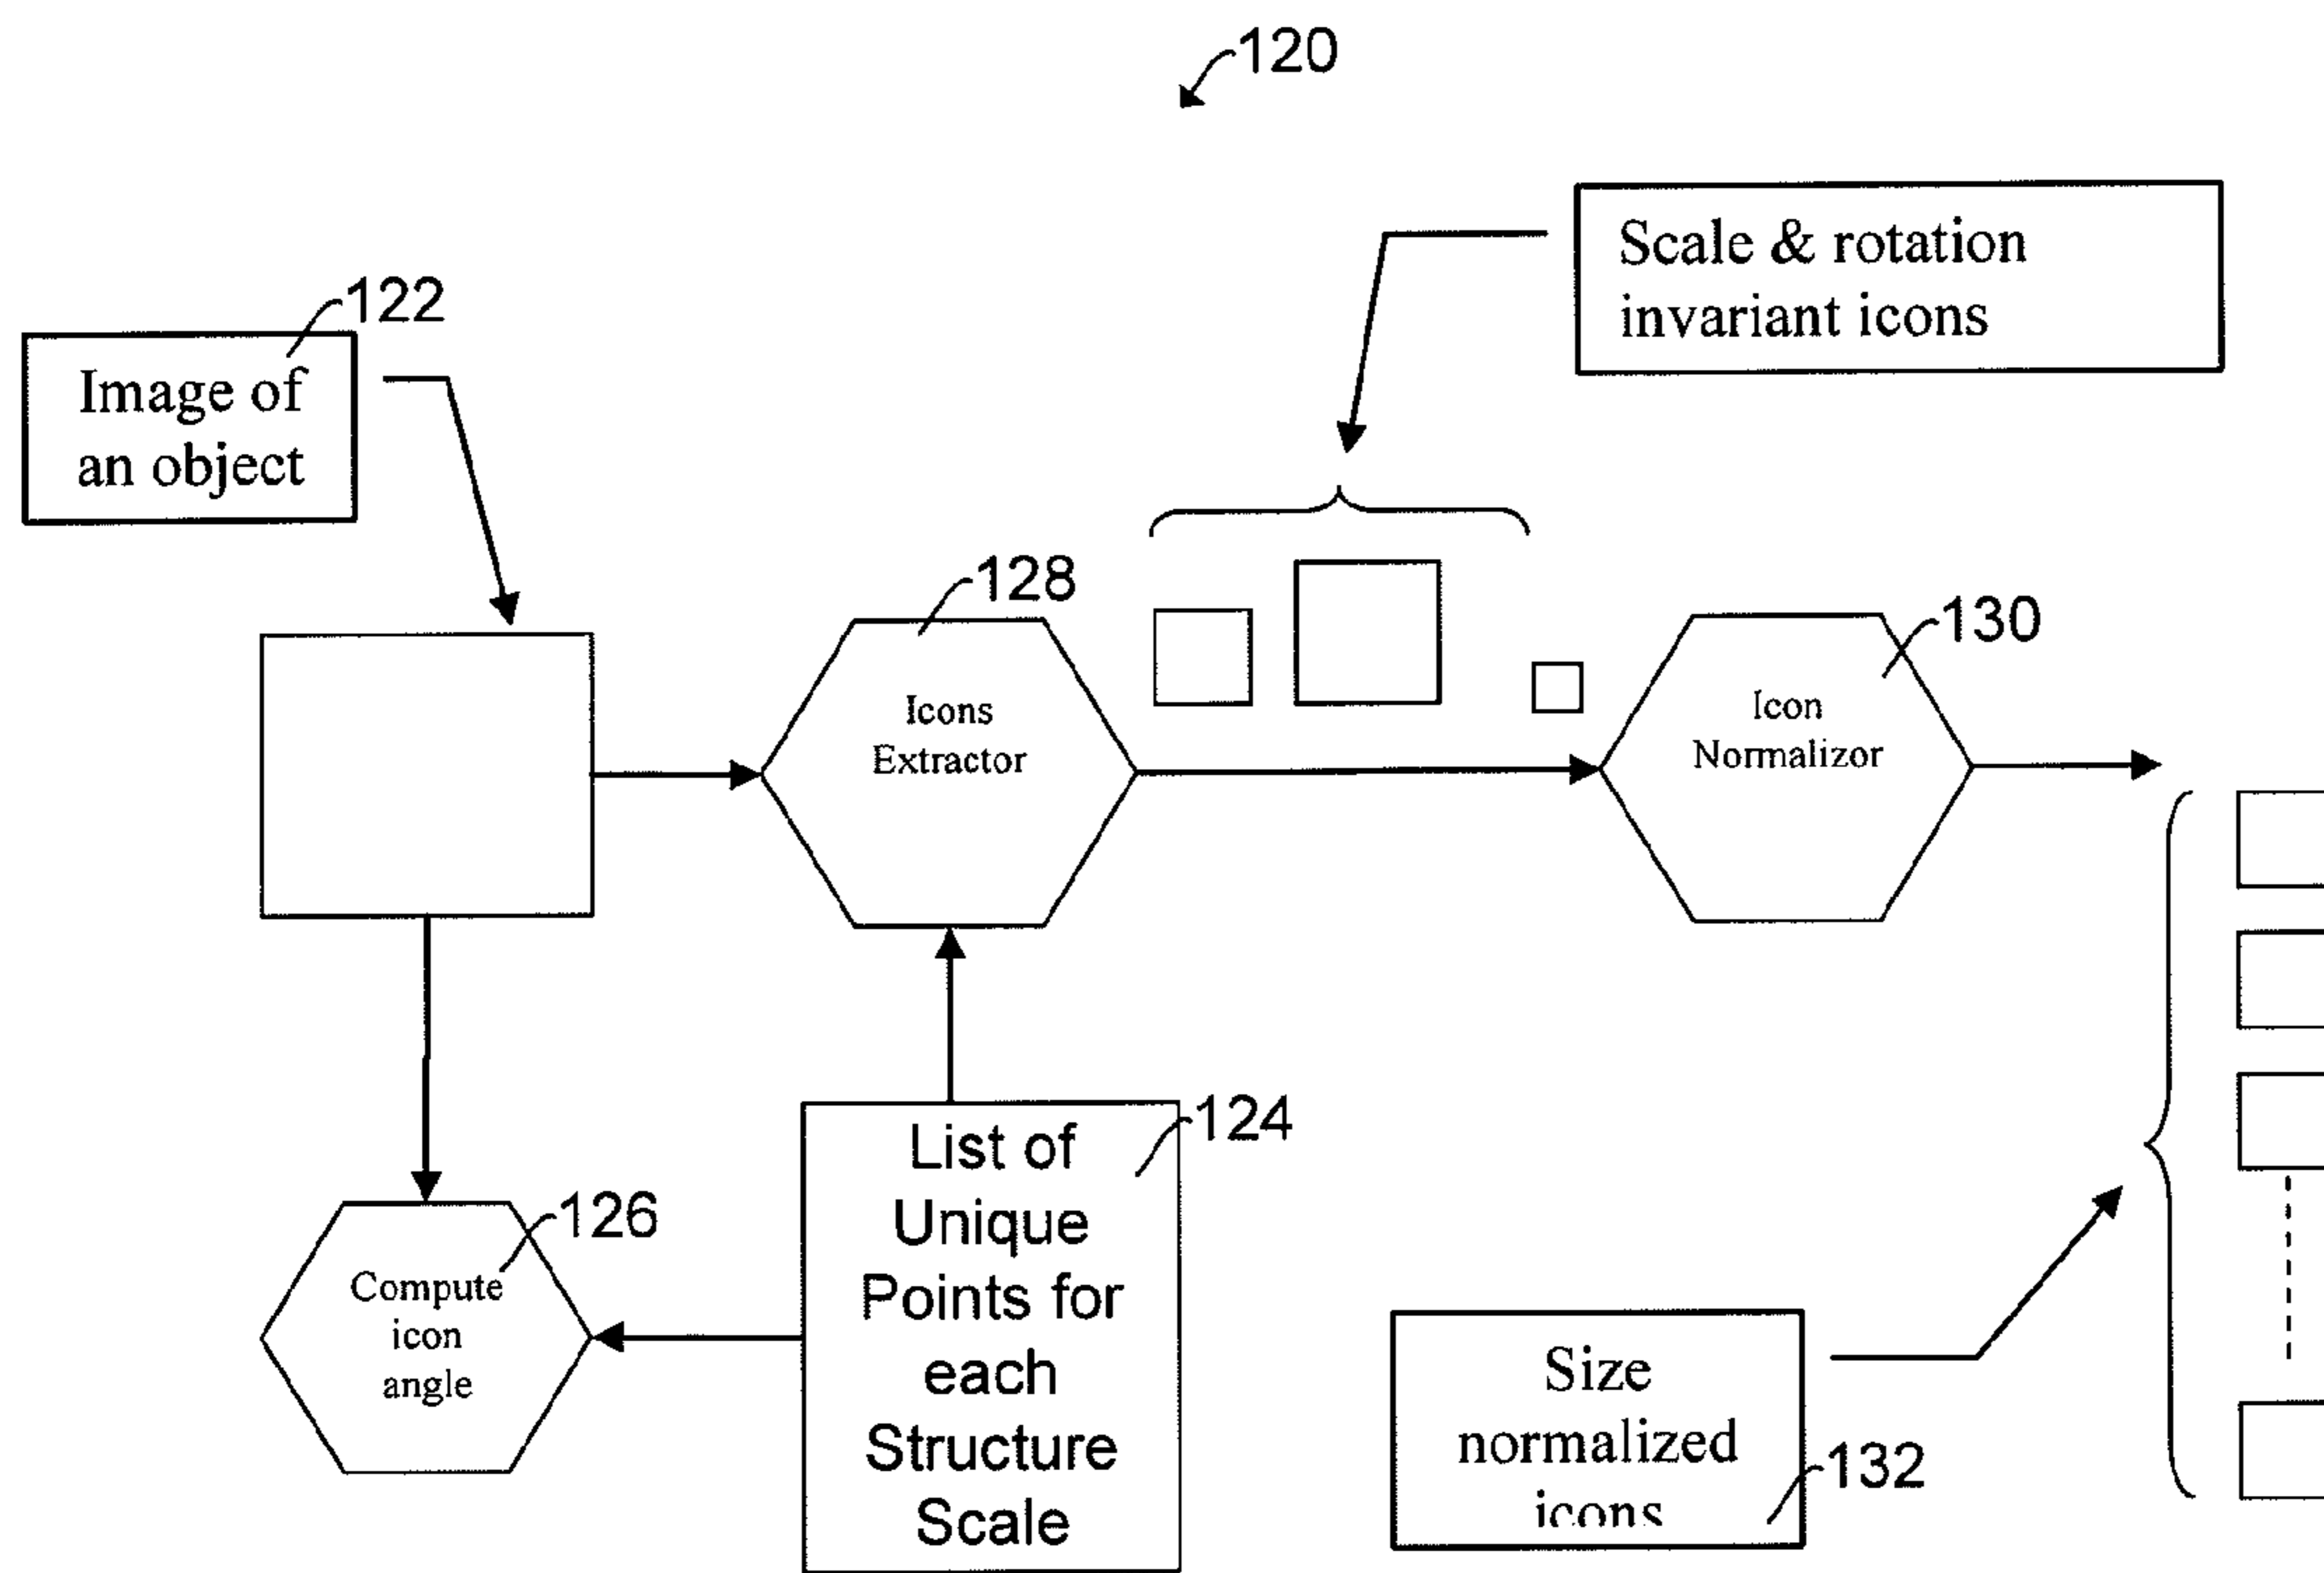 120
Scale & rotation
invariant icons
122
Image of
an object
128
Icons
Extractor
130
Icon
Normalizor
124
List of
Unique
Points for
each
Structure
Scale
126
Compute
icon
angle
Size
normalized
icons
132